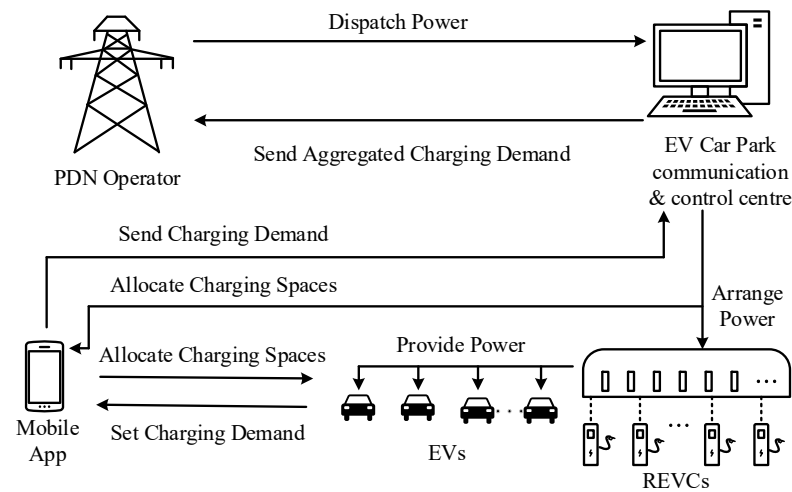 Dispatch Power
Send Aggregated Charging Demand
PDN Operator
EV Car Park
communication
& control centre
Send Charging Demand
Allocate Charging Spaces
Arrange
Power
Allocate Charging Spaces
Provide Power
Set Charging Demand
Mobile
App
EVs
REVCs